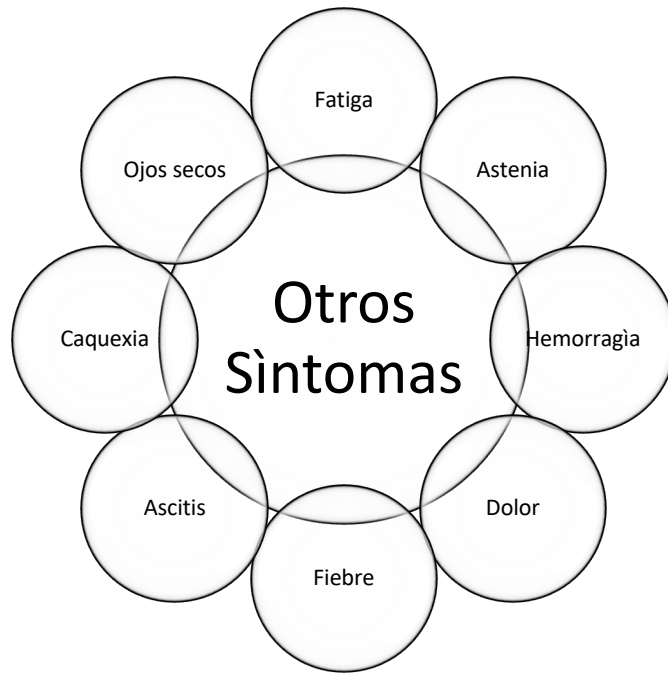 Fatiga
Ojos secos
Astenia
Otros
Sìntomas
Caquexia
Hemorragìa
Ascitis
Dolor
Fiebre